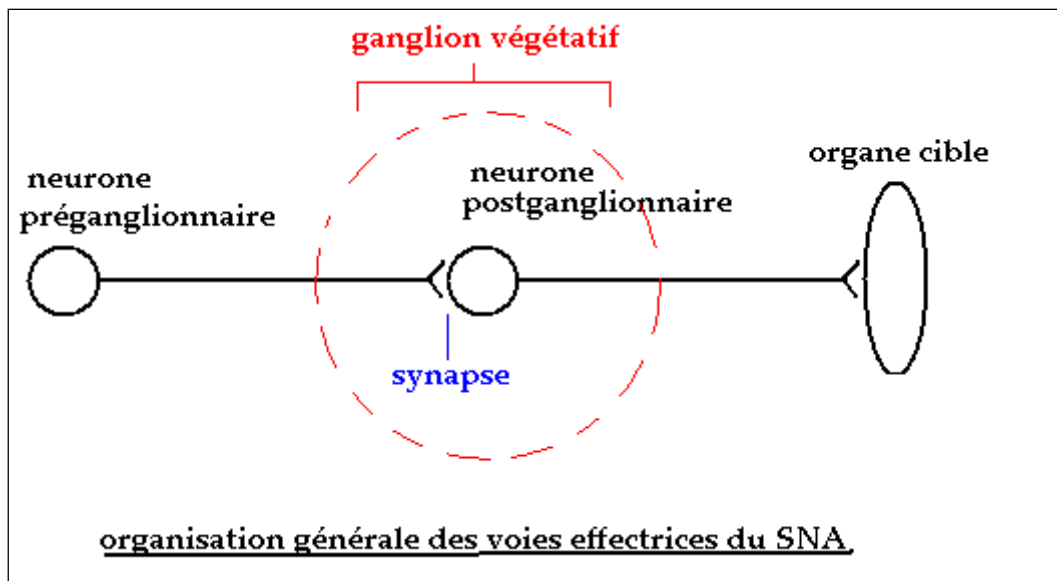 ganglion végétatif
organe cible
neurone
préganglionnaire
neurone
postganglionnaire
synapse
organisation générale des voies effectrices du SNA